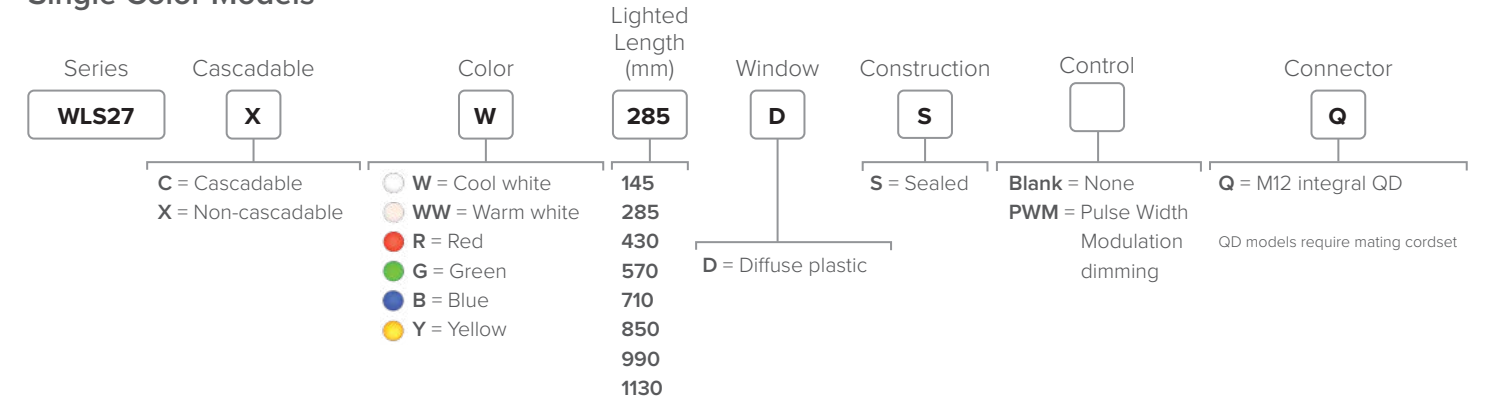 Single Color Models
Series
Cascadable
Color
Lighted
Length
(mm)
Window
Construction
Control
Connector
WLS27
X
W
285
D
S
Q
C = Cascadable
X = Non-cascadable
W = Cool white
WW = Warm white
R = Red
G = Green
B = Blue
Y = Yellow
145
285
430
570
710
850
990
1130
D = Diffuse plastic
S = Sealed
Blank = None
PWM = Pulse Width
Modulation
dimming
Q = M12 integral QD
QD models require mating cordset